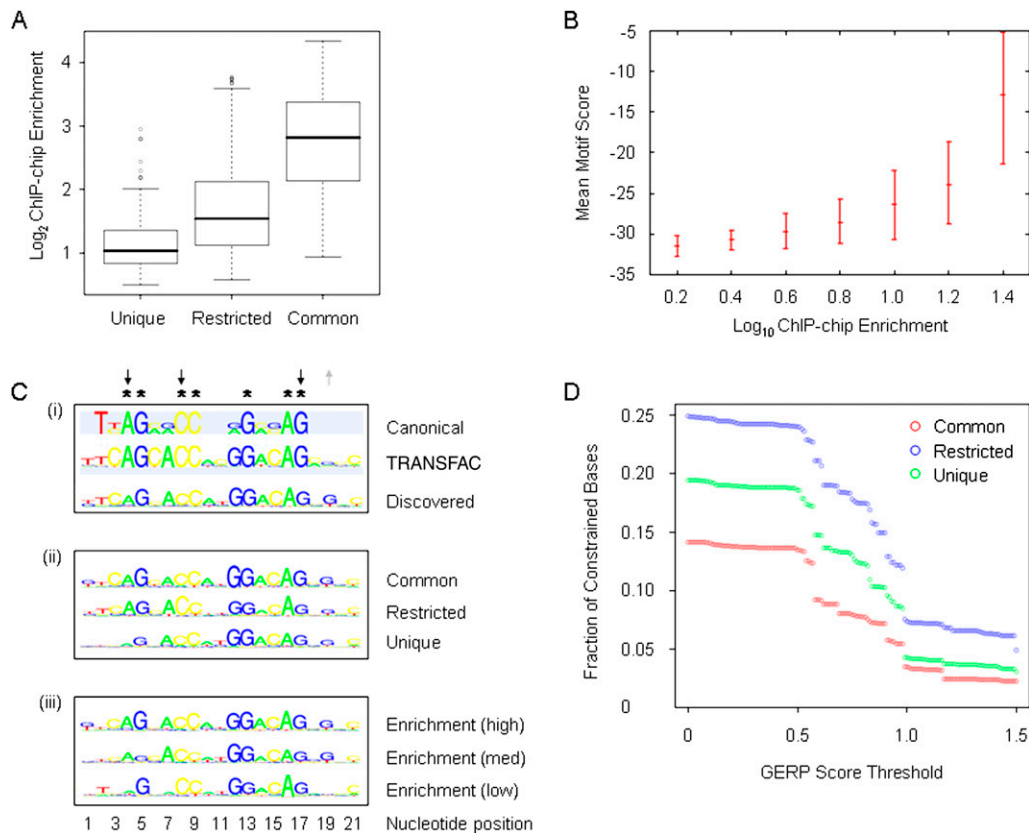 A
Log2 ChIP-chip Enrichment
4
3
2
1
Unique Restricted Common
B
Mean Motif Score
-5
-10
-15
-20
-25
-30
-35
0.2 0.4 0.6 0.8 1.0 1.2 1.4
Log10 ChIP-chip Enrichment
C
(i)
Canonical
TRANSFAC
Discovered
(ii)
Common
Restricted
Unique
(iii)
Enrichment (high)
Enrichment (med)
Enrichment (low)
1 3 5 7 9 11 13 15 17 19 21 Nucleotide position
D
Fraction of Constrained Bases
0.25
0.20
0.15
0.10
0.05
0
Common
Restricted
Unique
0 0.5 1.0 1.5
GERP Score Threshold